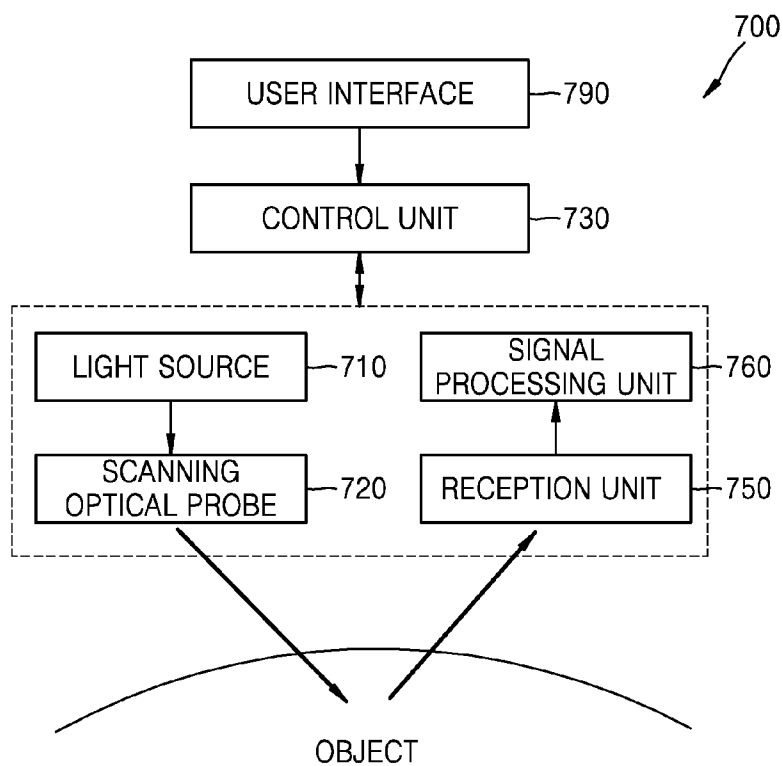 700
USER INTERFACE
790
CONTROL UNIT
730
LIGHT SOURCE
710
SIGNAL
PROCESSING UNIT
760
SCANNING
OPTICAL PROBE
720
RECEPTION UNIT
750
OBJECT